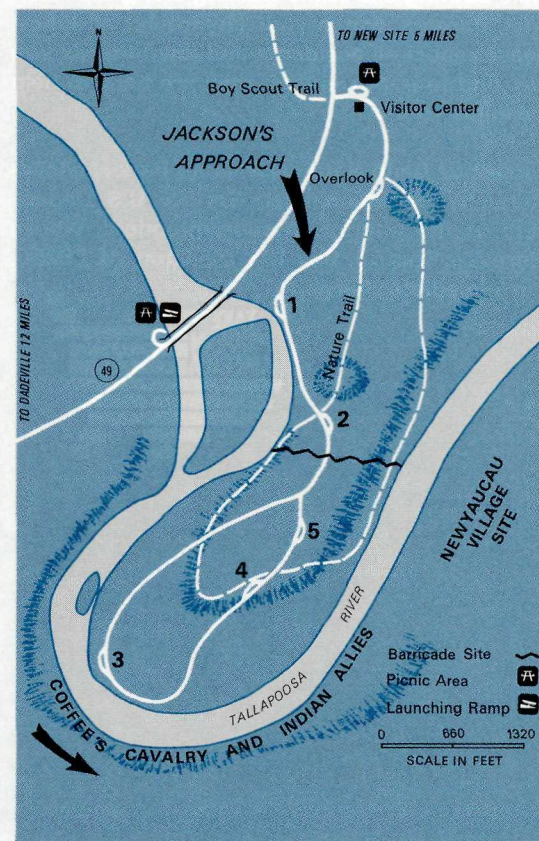 N
TO NEW SITE 6 MILES
Boy Scout Trail
Visitor Center
JACKSON'S
APPROACH
Overlook
1
TO DADEVILLE 12 MILES
49
Nature Trail
2
NEWYAUCAU
VILLAGE
SITE
5
4
3
TALLAPOOSA RIVER
COFFEE'S CAVALRY AND INDIAN ALLIES
Barricade Site
Picnic Area
Launching Ramp
0 660 1320
SCALE IN FEET